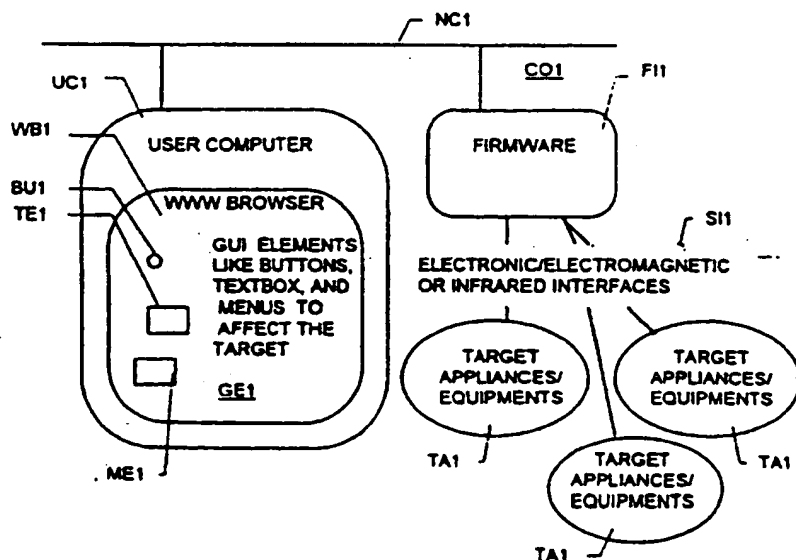 NC1
UC1
CO1
FI1
WB1
USER COMPUTER
FIRMWARE
BU1
TE1
WWW BROWSER
GUI ELEMENTS
LIKE BUTTONS,
TEXTBOX, AND
MENUS TO
AFFECT THE
TARGET
GE1
ME1
SI1
ELECTRONIC/ELECTROMAGNETIC
OR INFRARED INTERFACES
TARGET
APPLIANCES/
EQUIPMENTS
TA1
TARGET
APPLIANCES/
EQUIPMENTS
TA1
TARGET
APPLIANCES/
EQUIPMENTS
TA1